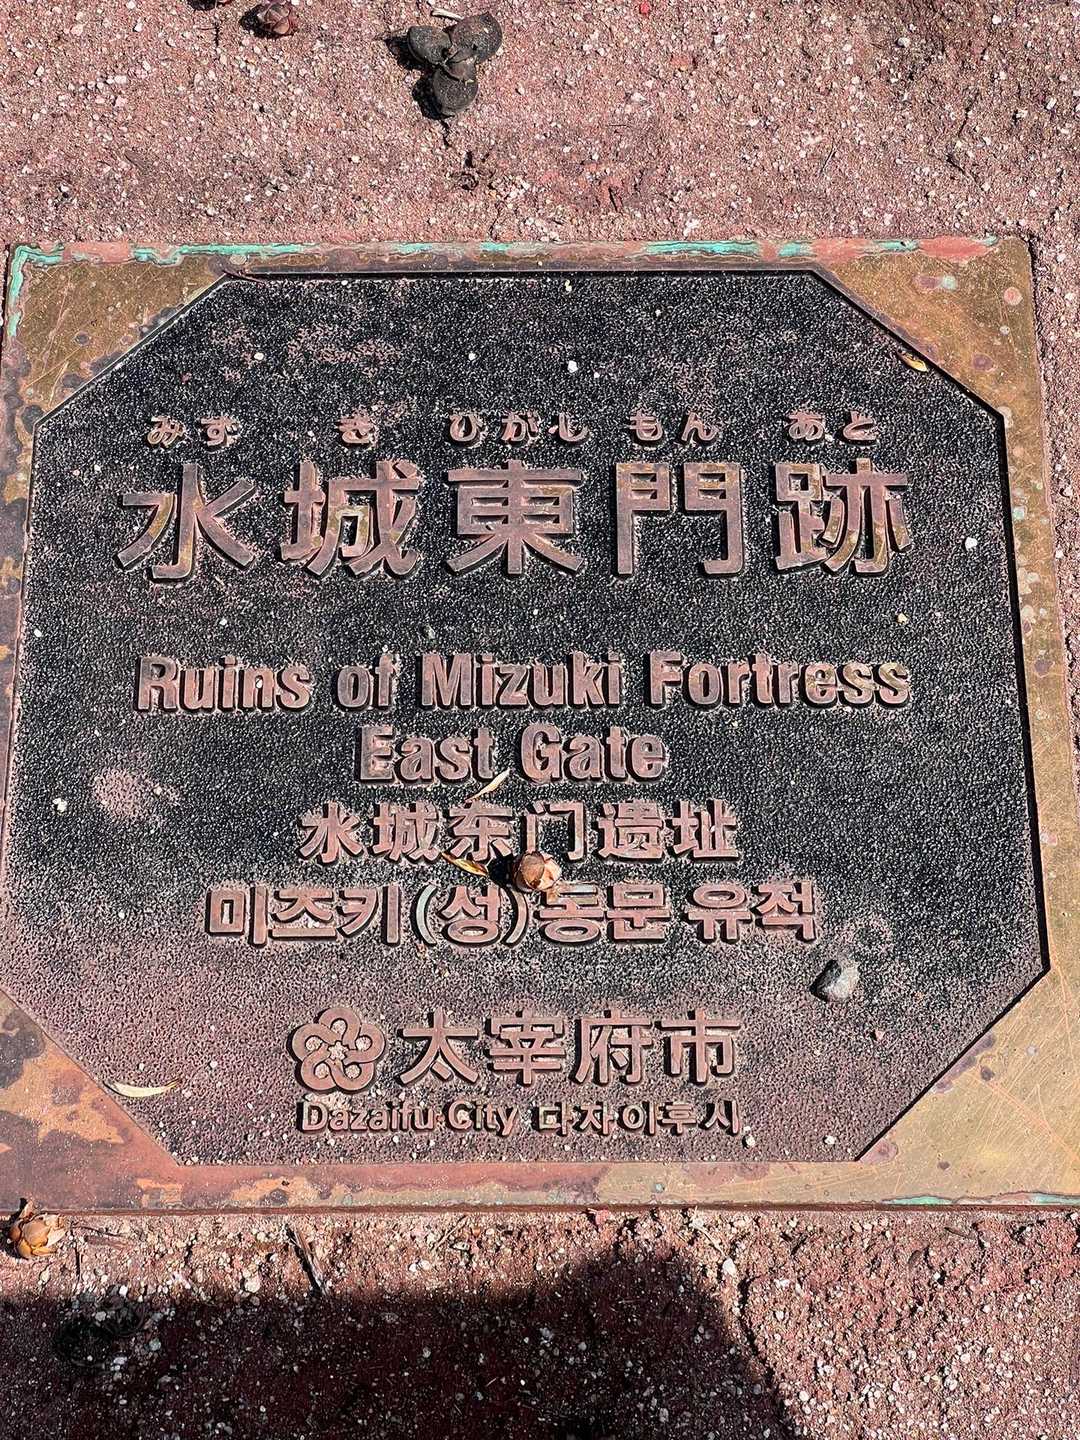 みず き ひがし もん あと
水城東門跡
Ruins of Mizuki Fortress
East Gate
水城东门遗址
미즈키(성)동문 유적
太宰府市
Dazaifu City 다자이후시